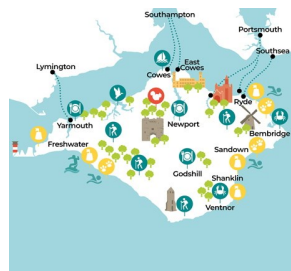 Southampton
Portsmouth
Southsea
Lymington
East
Cowes
Cowes
Ryde
Yarmouth
Newport
Bembridge
Freshwater
Sandown
Godshill
Shanklin
Ventnor